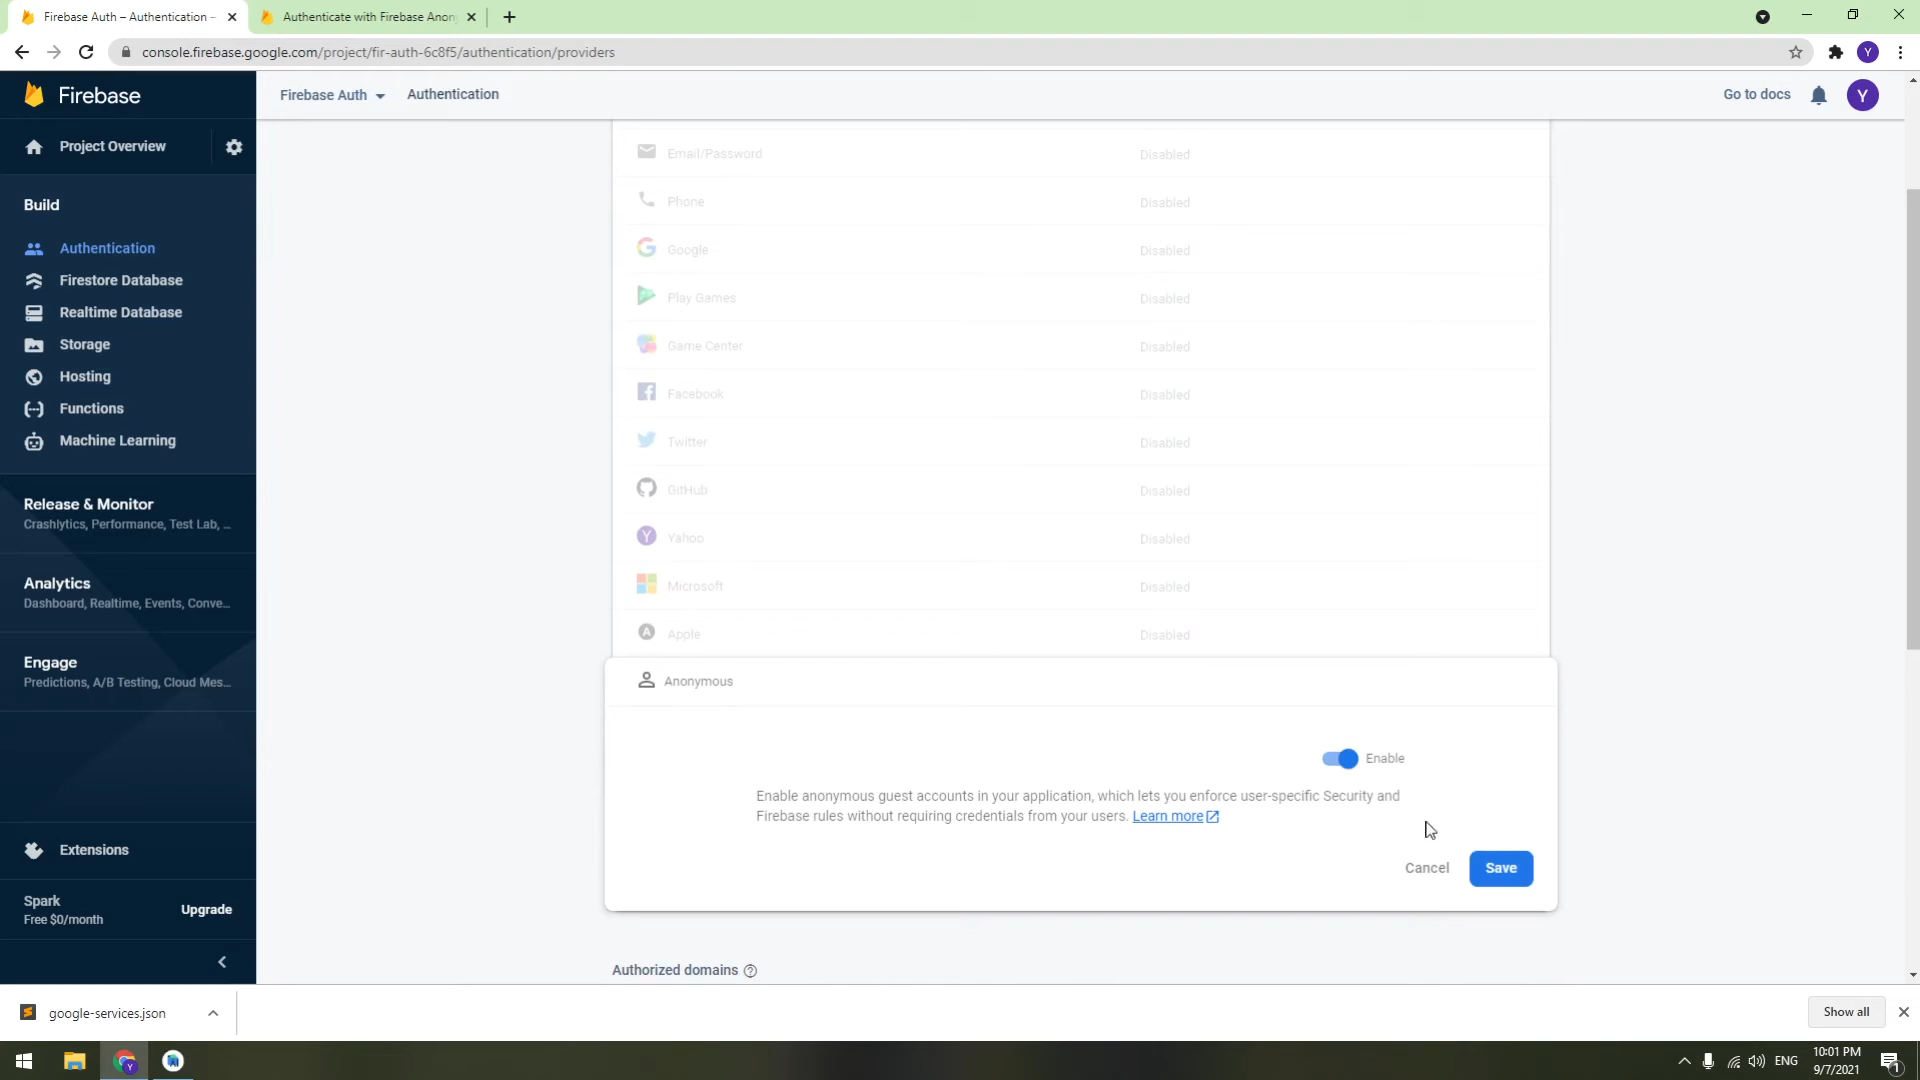 Firebase Auth – Authentication –
Authenticate with Firebase Anon
console.firebase.google.com/project/fir-auth-6c8f5/authentication/providers
Y
Firebase
Firebase Auth
Authentication
Go to docs
Y
Project Overview
Build
Authentication
Firestore Database
Realtime Database
Storage
Hosting
Functions
Machine Learning
Release & Monitor
Crashlytics, Performance, Test Lab, ...
Analytics
Dashboard, Realtime, Events, Conve...
Engage
Predictions, A/B Testing, Cloud Mes...
Extensions
Spark
Free $0/month
Upgrade
Email/Password Disabled
Phone Disabled
Google Disabled
Play Games Disabled
Game Center Disabled
Facebook Disabled
Twitter Disabled
GitHub Disabled
Yahoo Disabled
Microsoft Disabled
Apple Disabled
Anonymous
Enable
Enable anonymous guest accounts in your application, which lets you enforce user-specific Security and
Firebase rules without requiring credentials from your users. Learn more
Cancel Save
Authorized domains
google-services.json
Show all
ENG
10:01 PM
9/7/2021
1